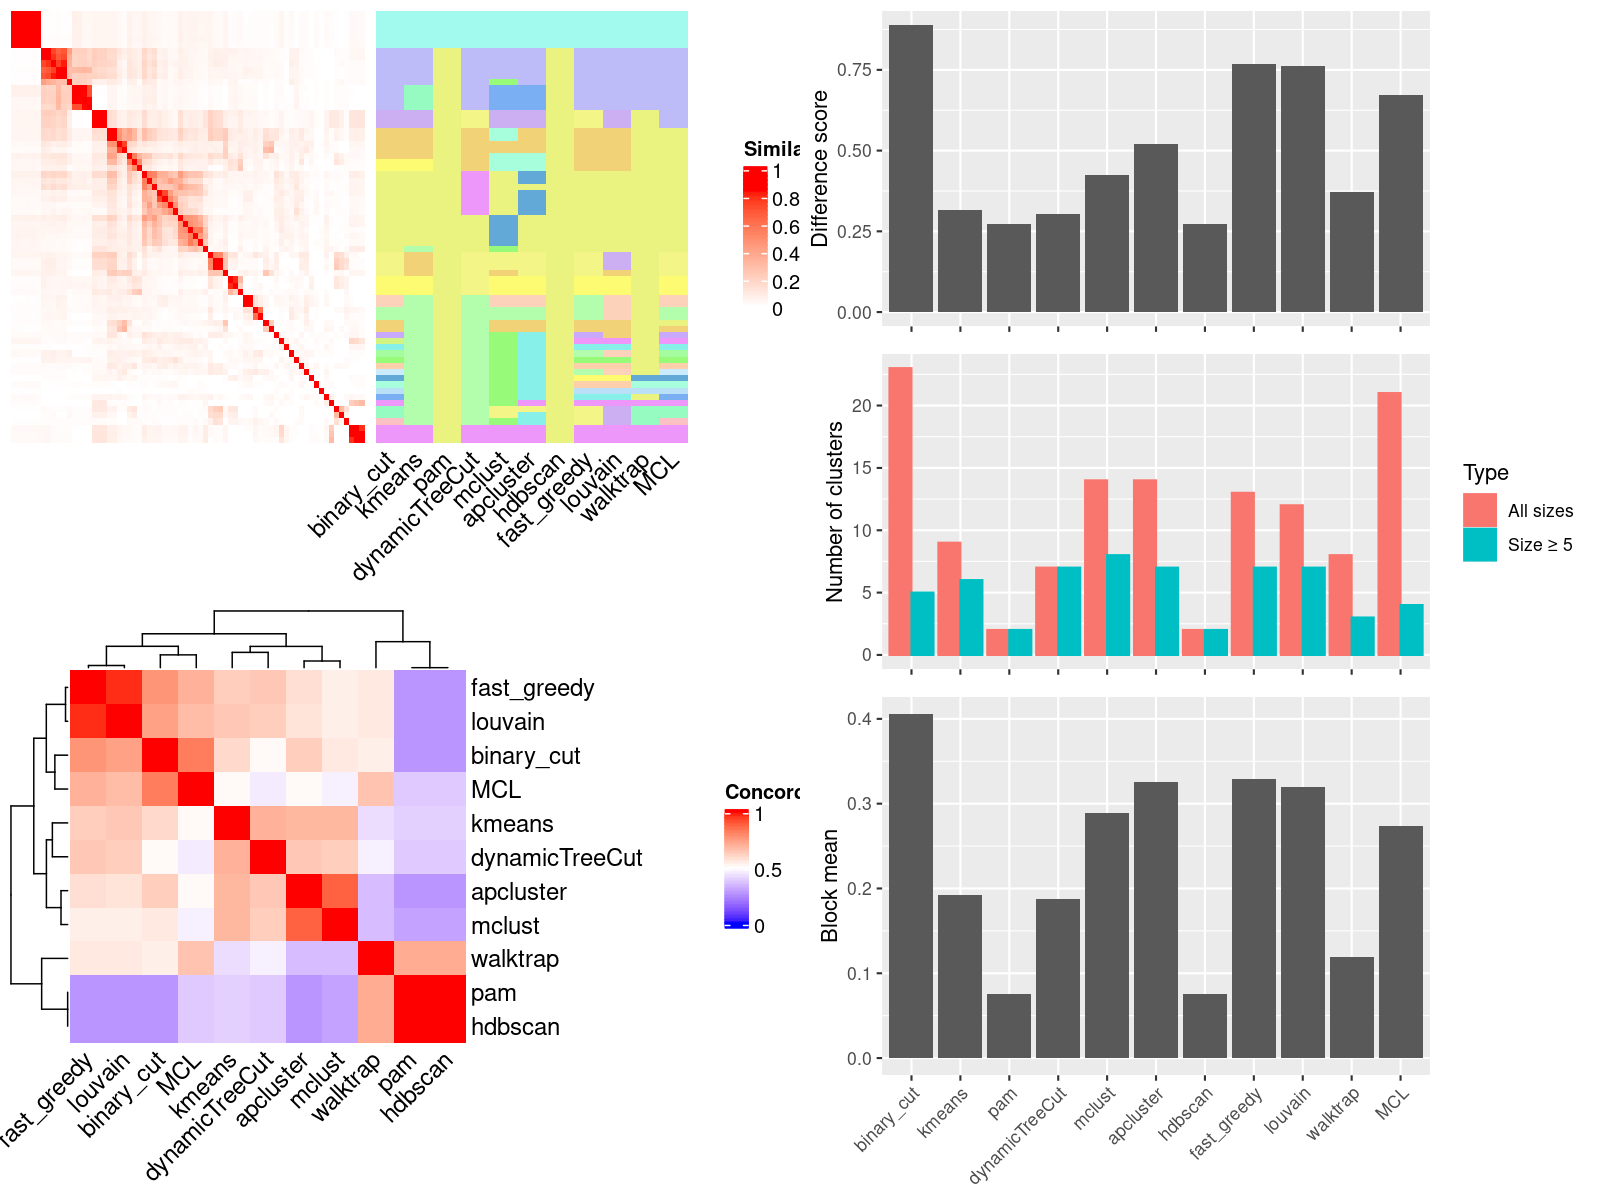 Simila
1
0.8
0.6
0.4
0.2
0
binary_cut
kmeans
pam
dynamicTreeCut
mclust
apcluster
hdbscan
fast_greedy
louvain
walktrap
MCL
fast_greedy
louvain
binary_cut
MCL
kmeans
dynamicTreeCut
apcluster
mclust
walktrap
pam
hdbscan
fast_greedy
louvain
binary_cut
MCL
kmeans
dynamicTreeCut
apcluster
mclust
walktrap
pam
hdbscan
Concord
1
0.5
0
Difference score
0.75
0.50
0.25
0.00
Number of clusters
20
15
10
5
0
Type
All sizes
Size ≥ 5
Block mean
0.4
0.3
0.2
0.1
0.0
binary_cut
kmeans
pam
dynamicTreeCut
mclust
apcluster
hdbscan
fast_greedy
louvain
walktrap
MCL